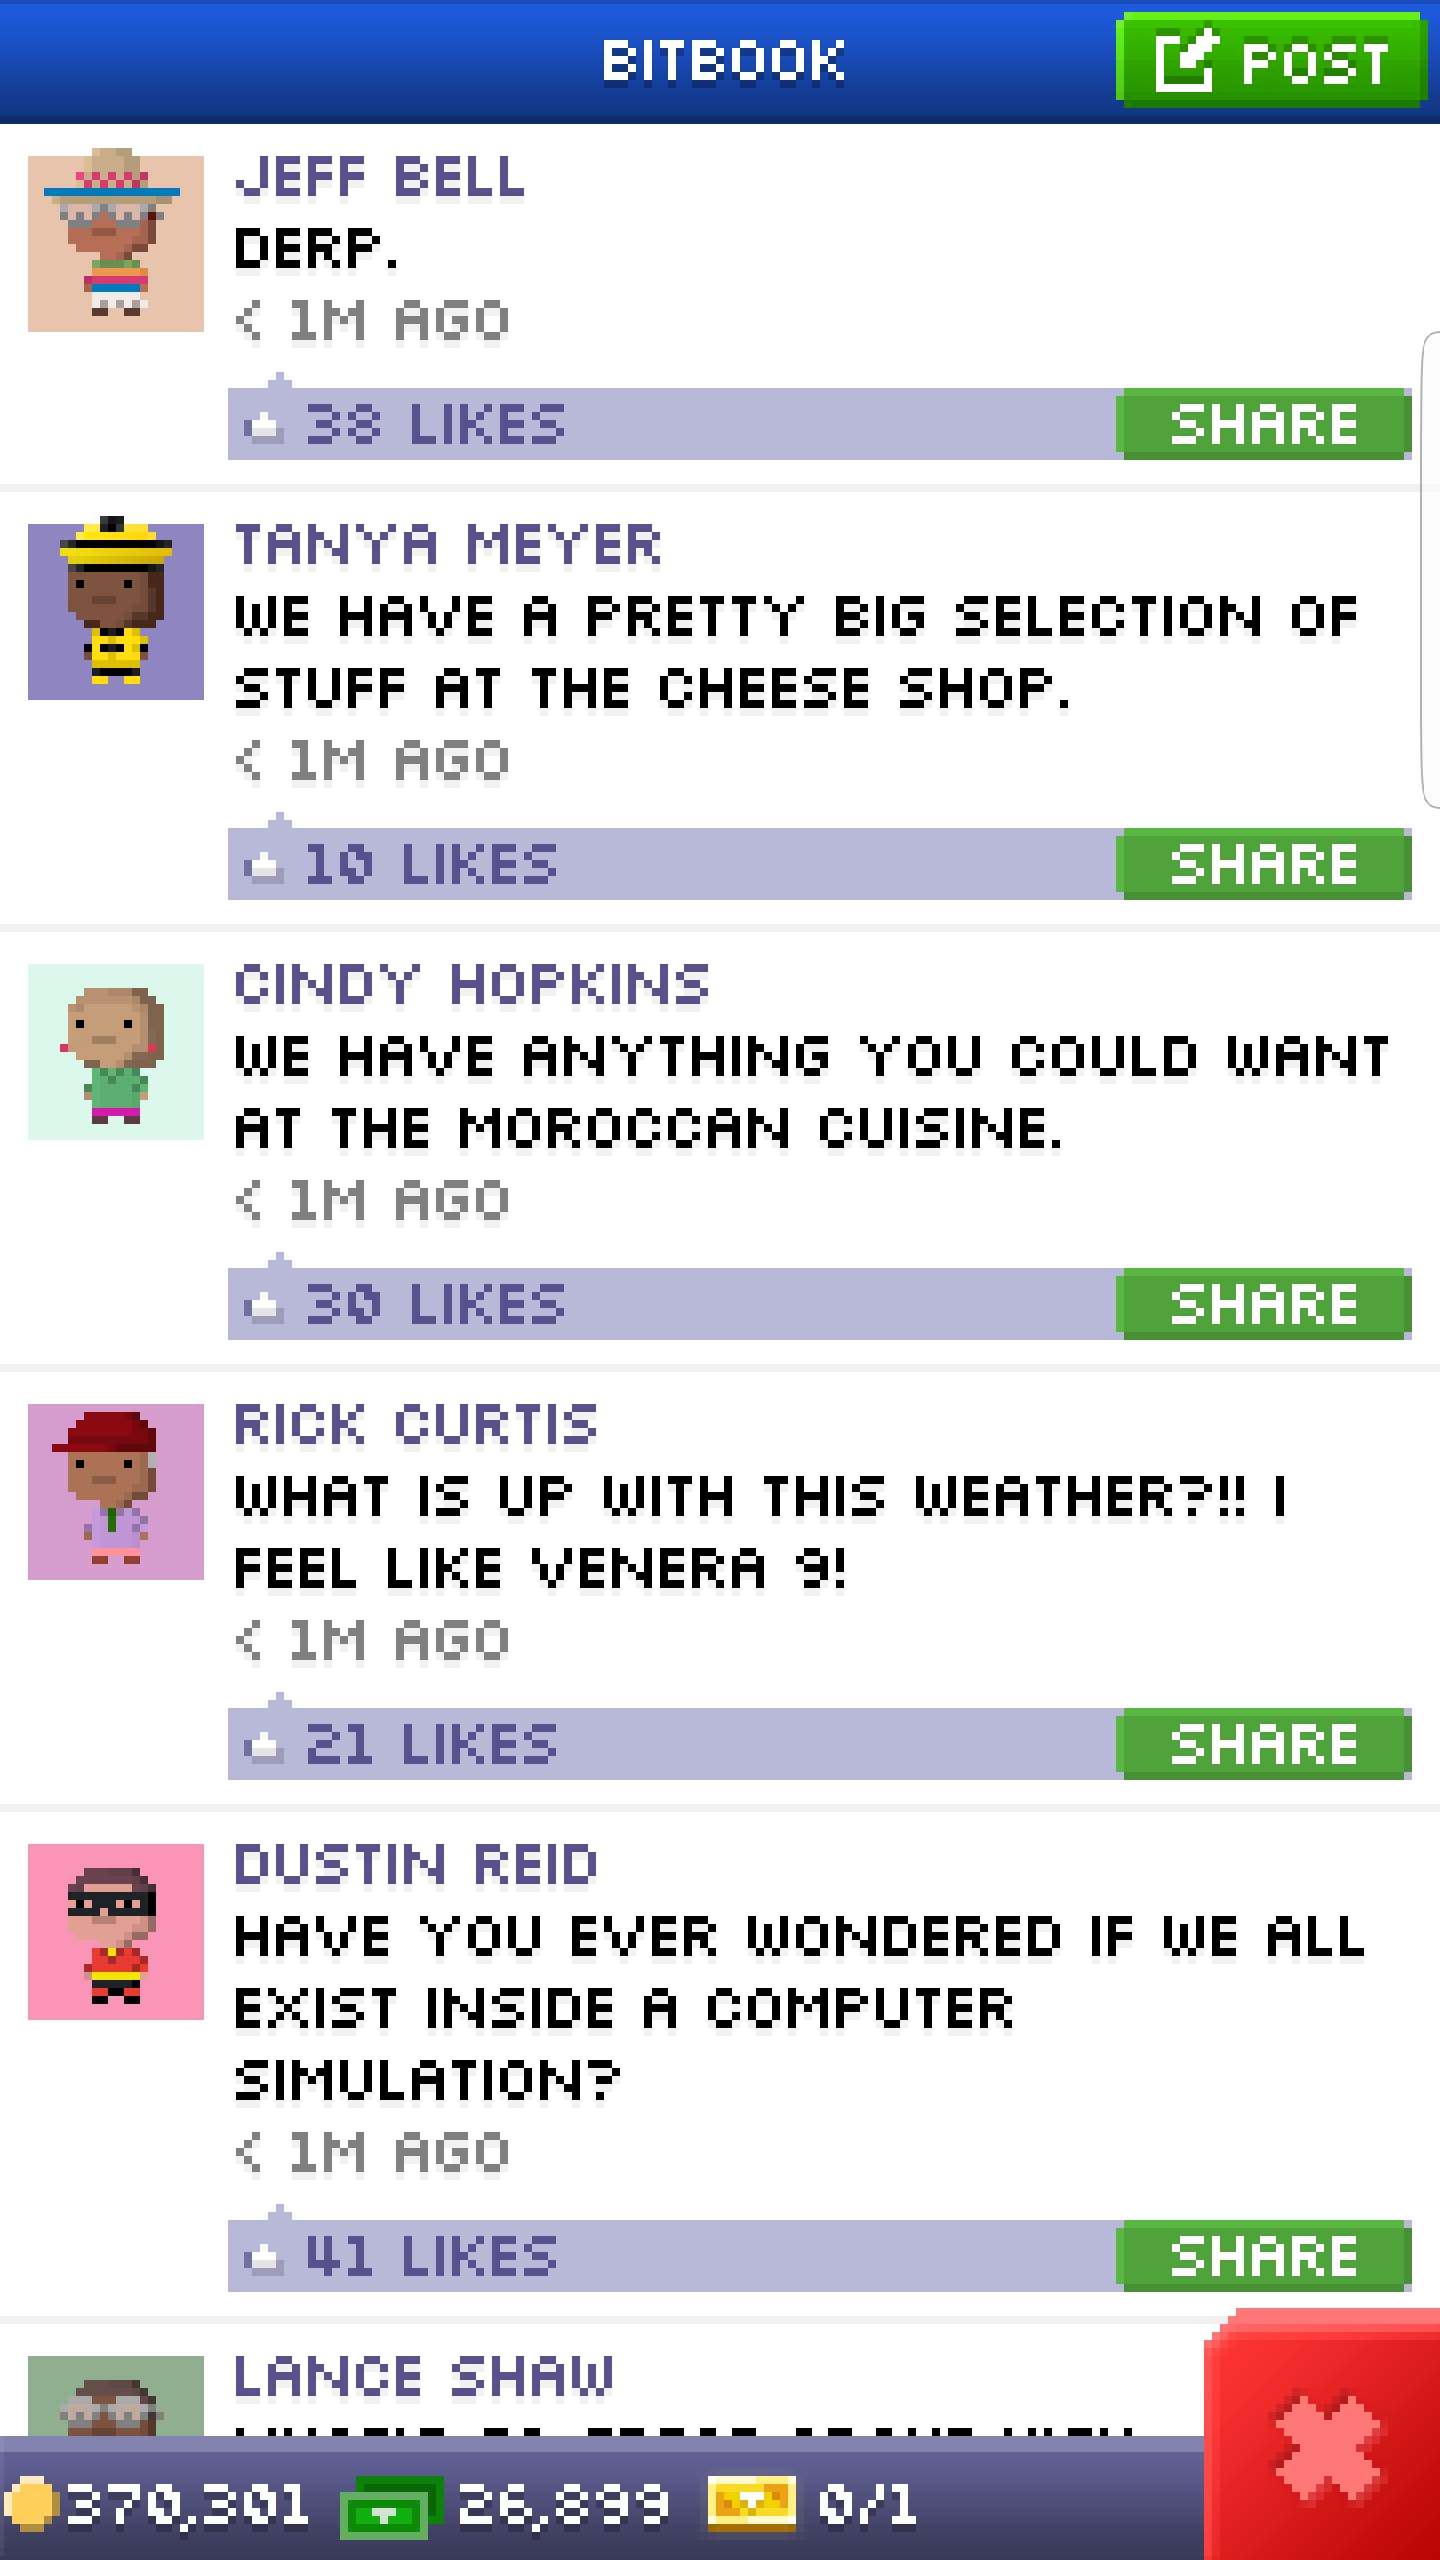 BITBOOK
POST
JEFF BELL
DERP.
< 1M AGO
38 LIKES
SHARE
TANYA MEYER
WE HAVE A PRETTY BIG SELECTION OF
STUFF AT THE CHEESE SHOP.
< 1M AGO
10 LIKES
SHARE
CINDY HOPKINS
WE HAVE ANYTHING YOU COULD WANT
AT THE MOROCCAN CUISINE.
< 1M AGO
30 LIKES
SHARE
RICK CURTIS
WHAT IS UP WITH THIS WEATHER?!! I
FEEL LIKE VENERA 9!
< 1M AGO
21 LIKES
SHARE
DUSTIN REID
HAVE YOU EVER WONDERED IF WE ALL
EXIST INSIDE A COMPUTER
SIMULATION?
< 1M AGO
41 LIKES
SHARE
LANCE SHAW
370,301 26,899 0/1